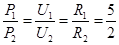 P₁/P₂ = U₁/U₂ = R₁/R₂ = 5/2